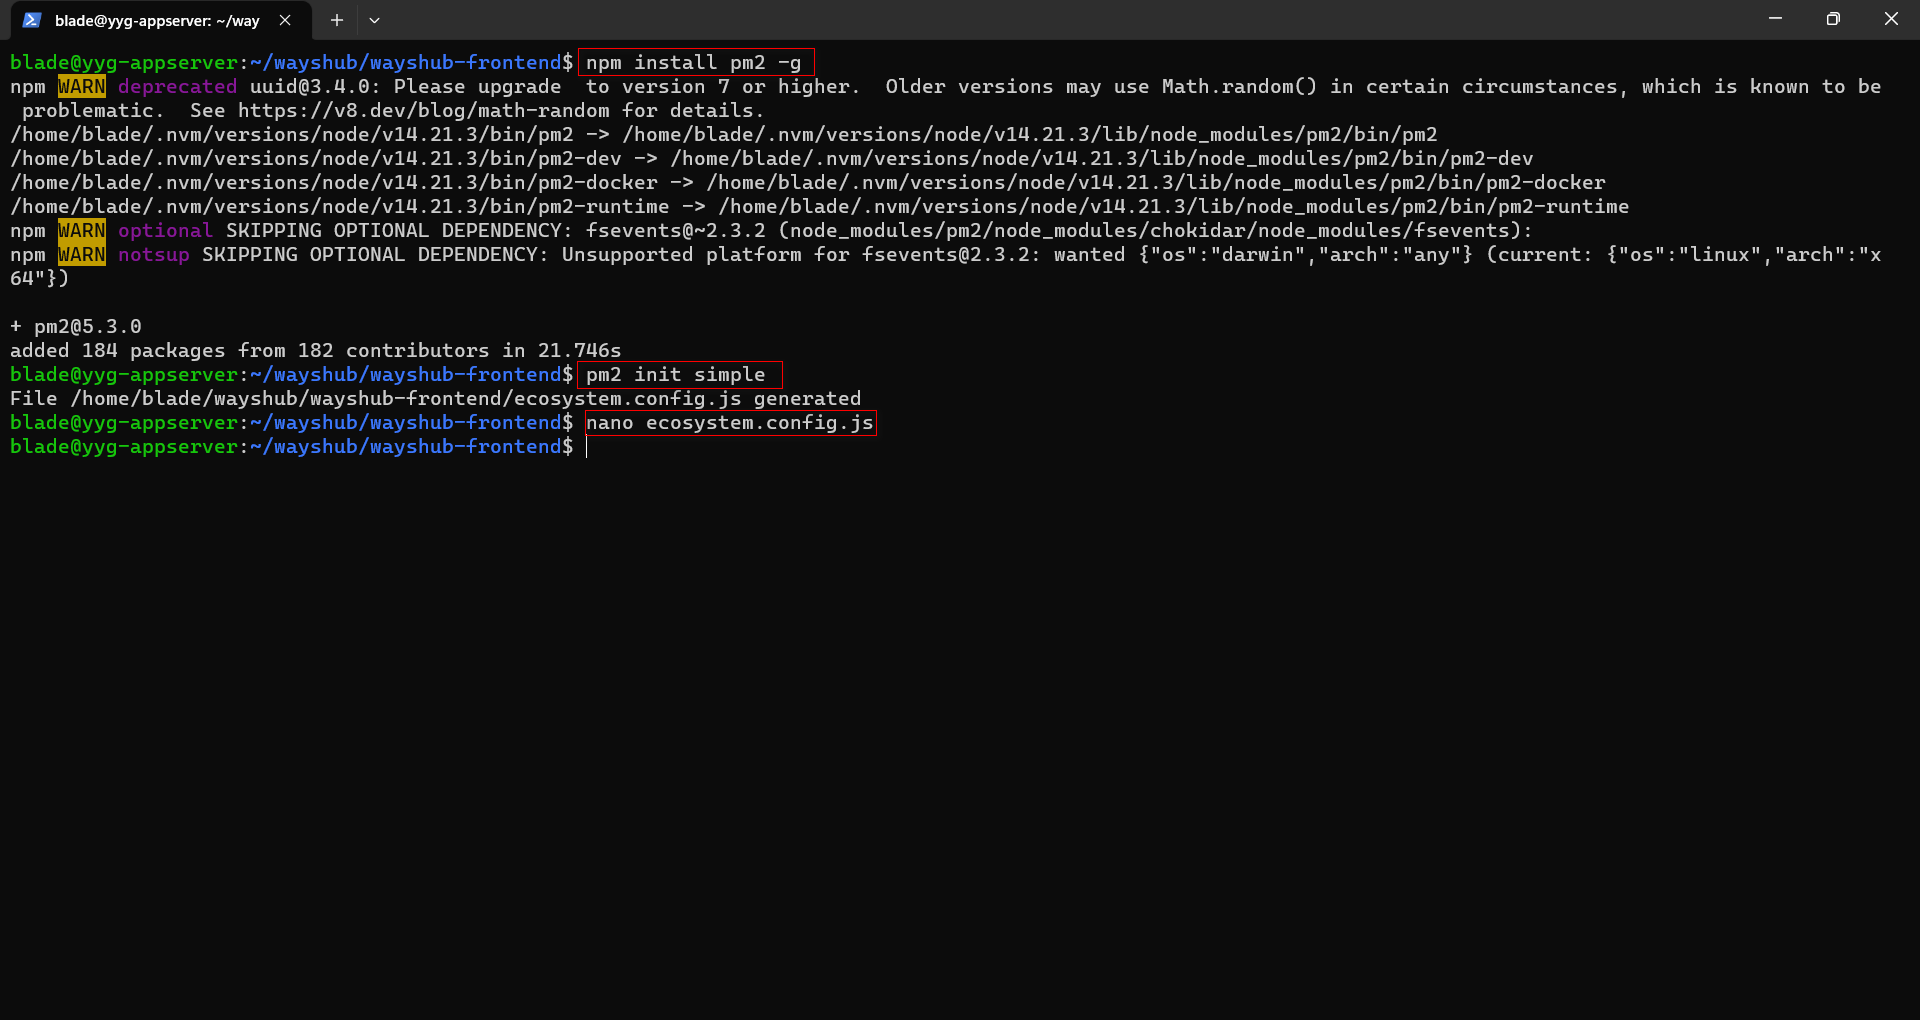 blade@yyg-appserver: ~/way
blade@yyg-appserver:~/wayshub/wayshub-frontend$ npm install pm2 -g
npm WARN deprecated uuid@3.4.0: Please upgrade  to version 7 or higher.  Older versions may use Math.random() in certain circumstances, which is known to be
 problematic.  See https://v8.dev/blog/math-random for details.
/home/blade/.nvm/versions/node/v14.21.3/bin/pm2 -> /home/blade/.nvm/versions/node/v14.21.3/lib/node_modules/pm2/bin/pm2
/home/blade/.nvm/versions/node/v14.21.3/bin/pm2-dev -> /home/blade/.nvm/versions/node/v14.21.3/lib/node_modules/pm2/bin/pm2-dev
/home/blade/.nvm/versions/node/v14.21.3/bin/pm2-docker -> /home/blade/.nvm/versions/node/v14.21.3/lib/node_modules/pm2/bin/pm2-docker
/home/blade/.nvm/versions/node/v14.21.3/bin/pm2-runtime -> /home/blade/.nvm/versions/node/v14.21.3/lib/node_modules/pm2/bin/pm2-runtime
npm WARN optional SKIPPING OPTIONAL DEPENDENCY: fsevents@~2.3.2 (node_modules/pm2/node_modules/chokidar/node_modules/fsevents):
npm WARN notsup SKIPPING OPTIONAL DEPENDENCY: Unsupported platform for fsevents@2.3.2: wanted {"os":"darwin","arch":"any"} (current: {"os":"linux","arch":"x
64"})
+ pm2@5.3.0
added 184 packages from 182 contributors in 21.746s
blade@yyg-appserver:~/wayshub/wayshub-frontend$ pm2 init simple
File /home/blade/wayshub/wayshub-frontend/ecosystem.config.js generated
blade@yyg-appserver:~/wayshub/wayshub-frontend$ nano ecosystem.config.js
blade@yyg-appserver:~/wayshub/wayshub-frontend$